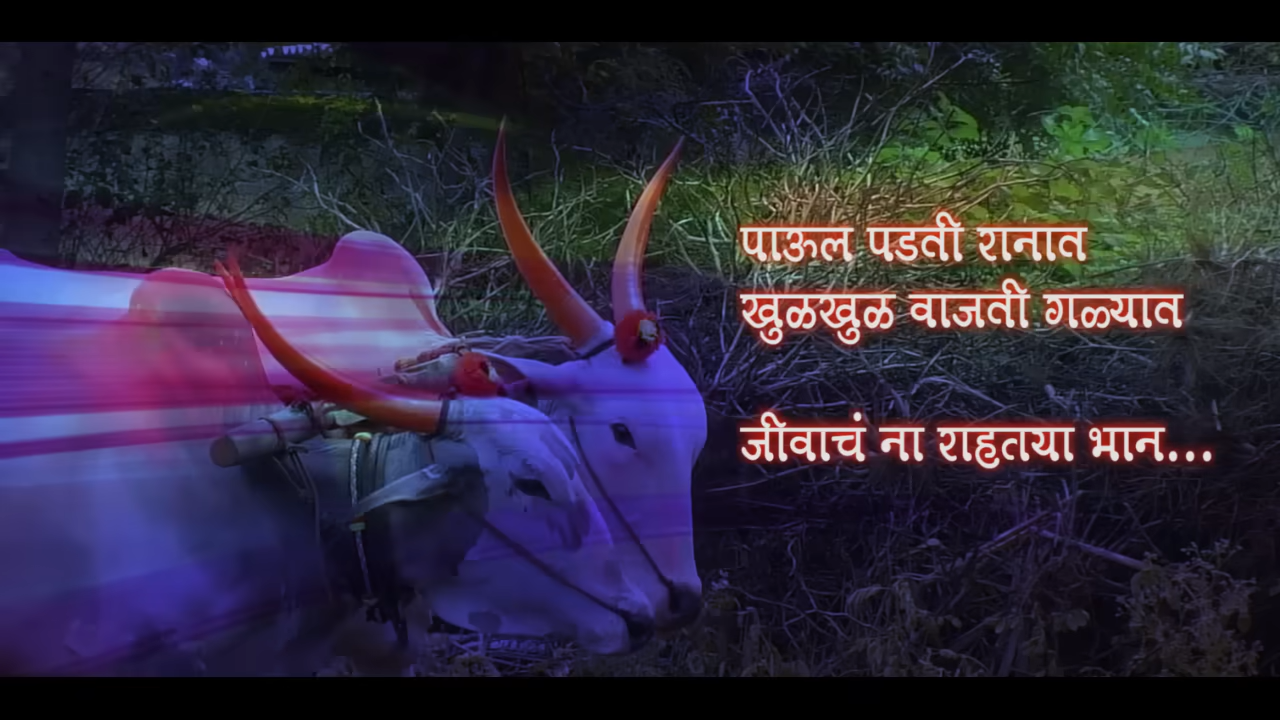 पाऊल पडती रानात
खुळखुळ वाजती गळ्यात
जीवाचं ना राहतया भान...